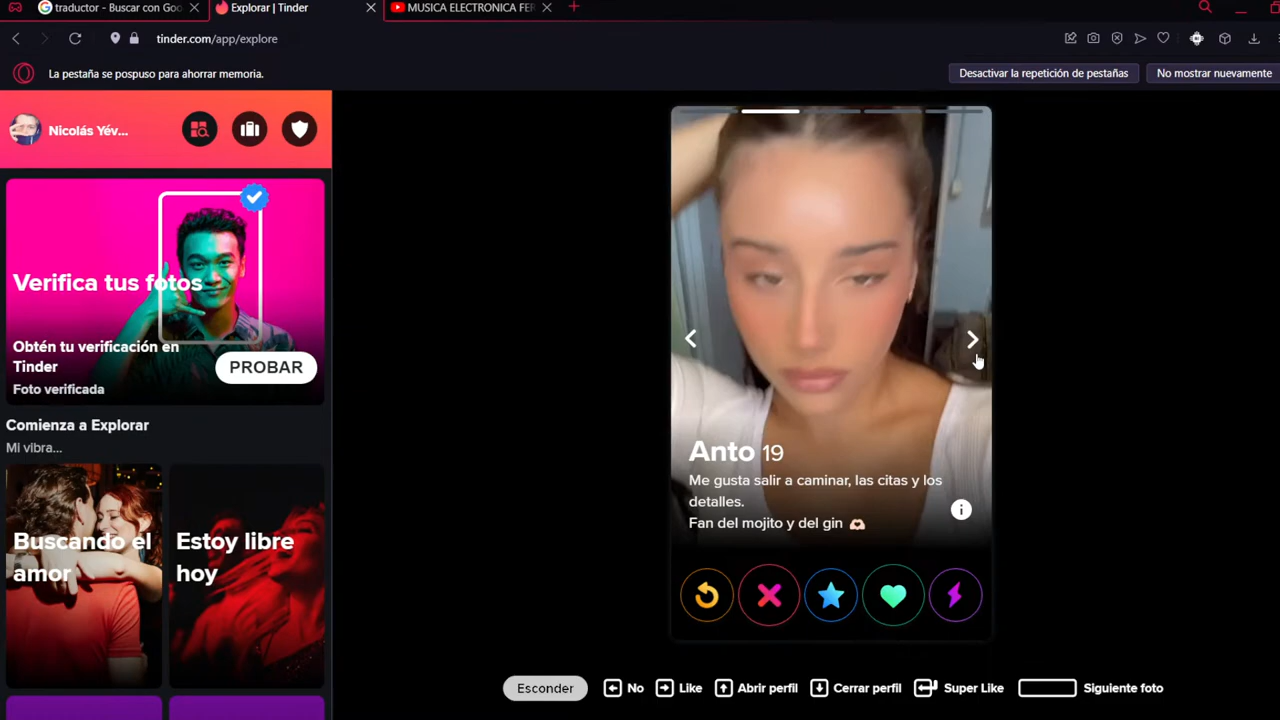 traductor - Buscar con Goo
Explorar | Tinder
MUSICA ELECTRONICA FER
tinder.com/app/explore
La pestaña se pospuso para ahorrar memoria.
Desactivar la repetición de pestañas
No mostrar nuevamente
Nicolás Yév...
Verifica tus fotos
Obtén tu verificación en
Tinder
PROBAR
Foto verificada
Comienza a Explorar
Mi vibra...
Buscando el
amor
Estoy libre
hoy
Anto 19
Me gusta salir a caminar, las citas y los
detalles.
Fan del mojito y del gin 🫶🏻
Esconder
No
Like
Abrir perfil
Cerrar perfil
Super Like
Siguiente foto